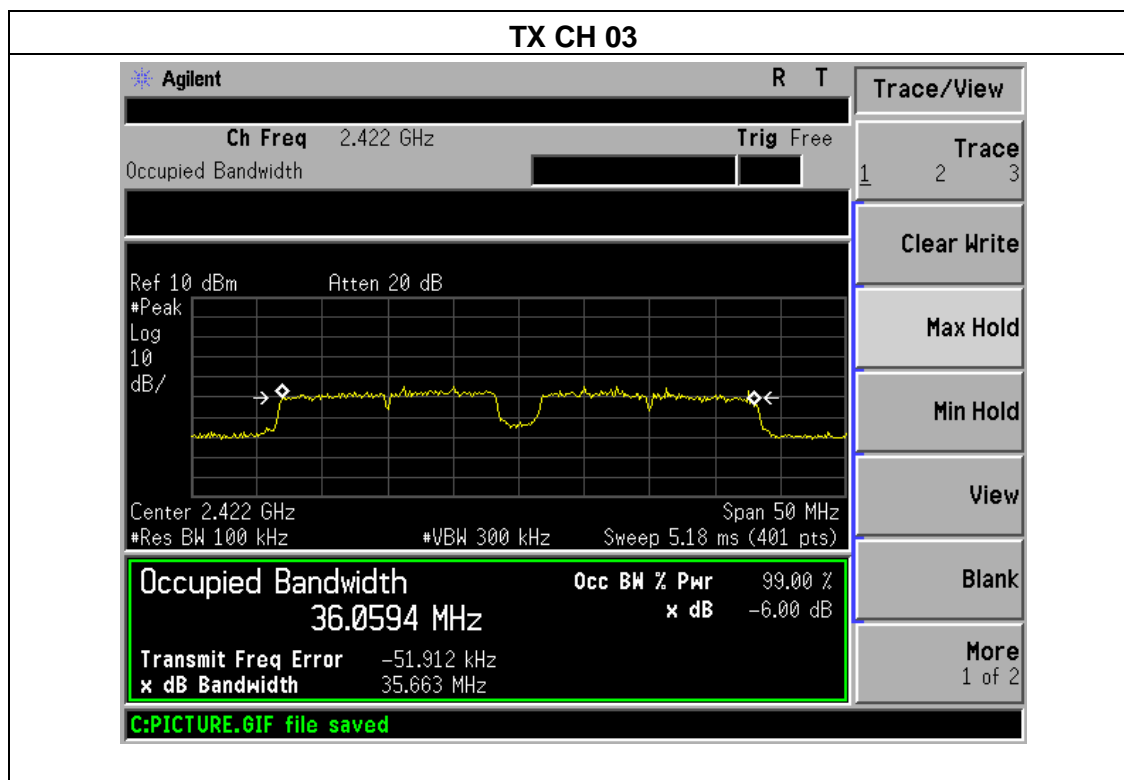 TX CH 03
Agilent R T
Trace/View
Ch Freq 2.422 GHz Trig Free
Occupied Bandwidth
Trace
1 2 3
Clear Write
Ref 10 dBm Atten 20 dB
#Peak
Log
10
dB/
Max Hold
Min Hold
View
Center 2.422 GHz Span 50 MHz
#Res BW 100 kHz #VBW 300 kHz Sweep 5.18 ms (401 pts)
Occupied Bandwidth Occ BW % Pwr 99.00 %
36.0594 MHz x dB -6.00 dB
Blank
Transmit Freq Error -51.912 kHz
x dB Bandwidth 35.663 MHz
More
1 of 2
C:PICTURE.GIF file saved